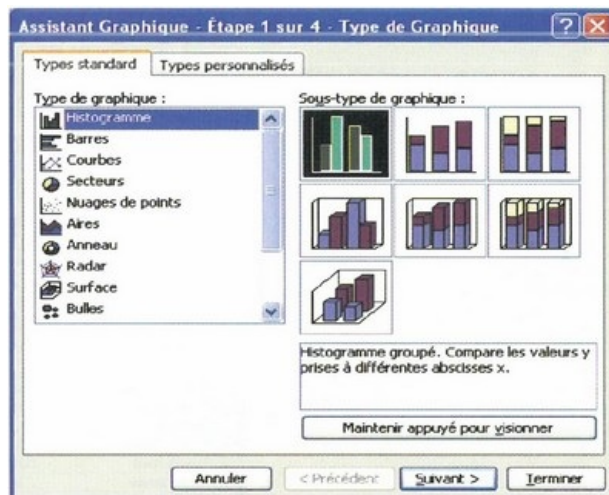 Assistant Graphique - Étape 1 sur 4 - Type de Graphique
Types standard
Types personnalisés
Type de graphique :
Histogramme
Barres
Courbes
Secteurs
Nuages de points
Aires
Anneau
Radar
Surface
Bulles
Sous-type de graphique :
Histogramme groupé. Compare les valeurs y
prises à différentes abscisses x.
Maintenir appuyé pour visionner
Annuler
< Précédent
Suivant >
Terminer